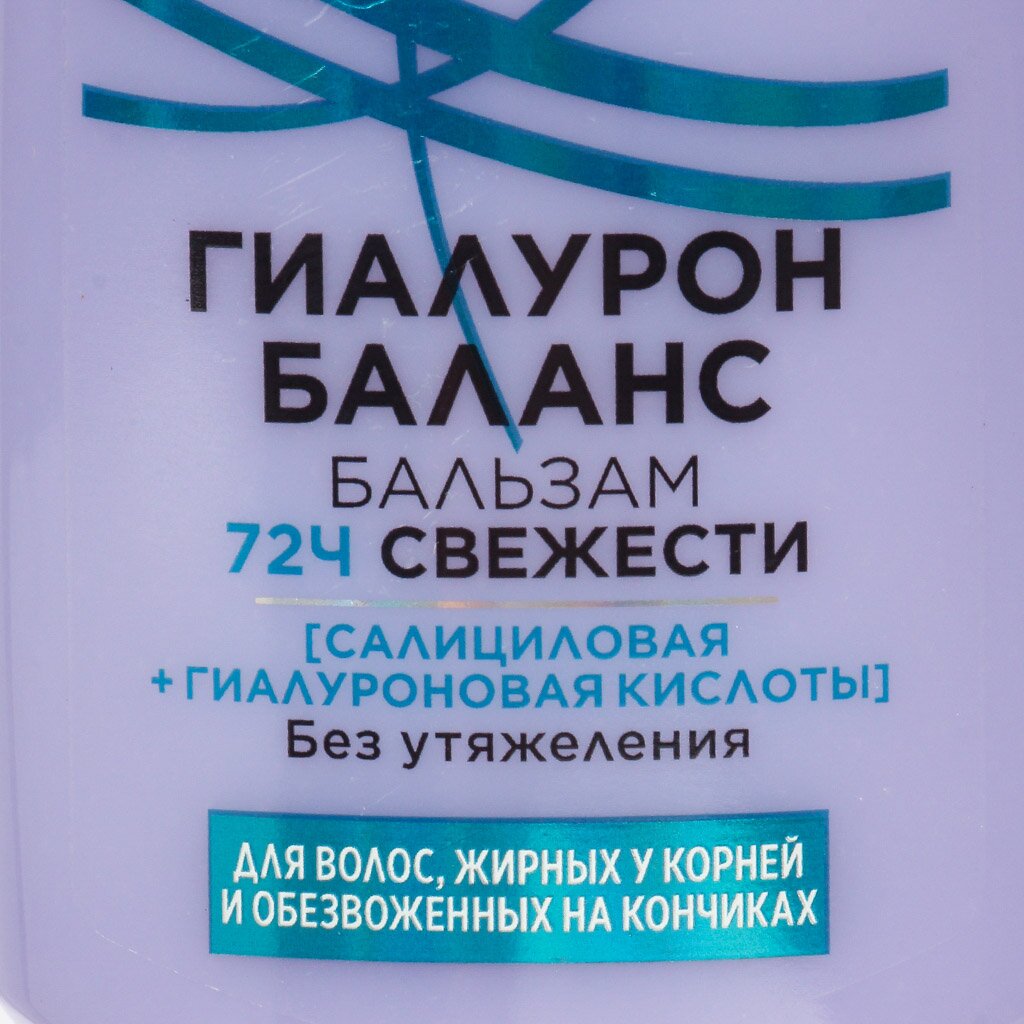 ГИАЛУРОН
БАЛАНС
БАЛЬЗАМ
72Ч СВЕЖЕСТИ
[САЛИЦИЛОВАЯ
+ГИАЛУРОНОВАЯ КИСЛОТЫ]
Без утяжеления
ДЛЯ ВОЛОС, ЖИРНЫХ У КОРНЕЙ
И ОБЕЗВОЖЕННЫХ НА КОНЧИКАХ